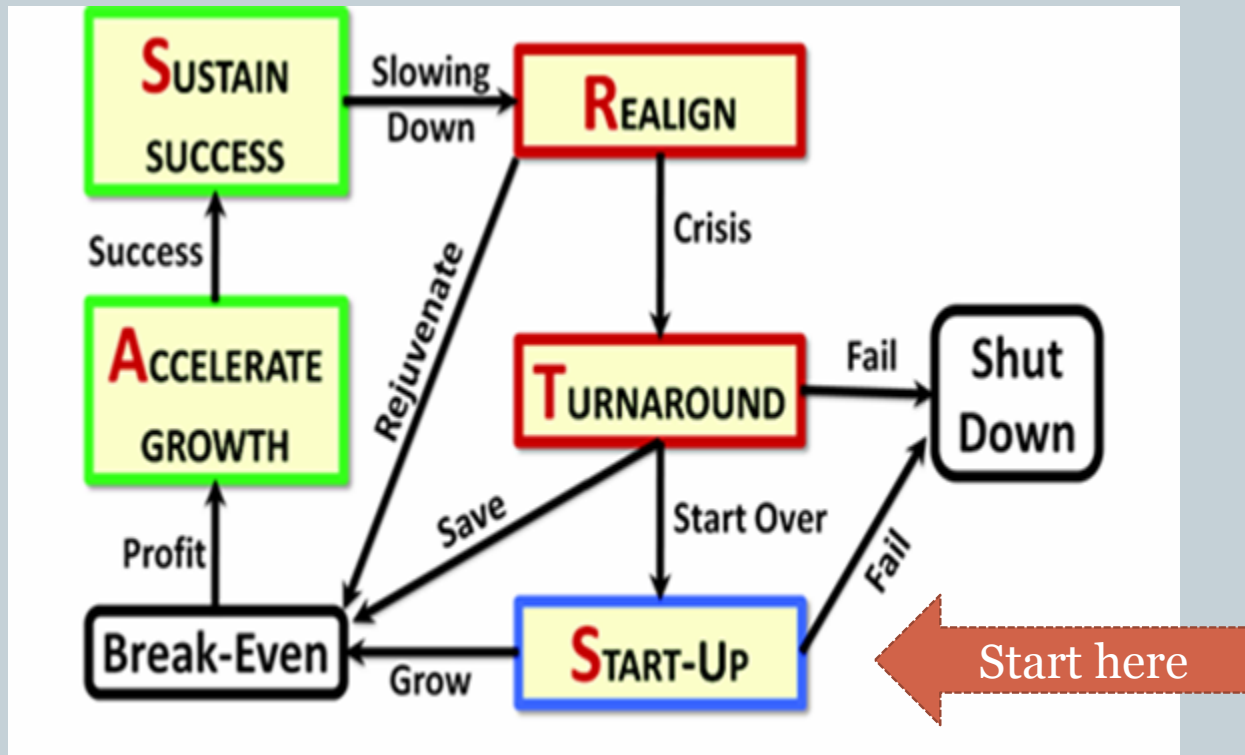 SUSTAIN
SUCCESS
Slowing
Down
REALIGN
Success
Rejuvenate
Crisis
ACCELERATE
GROWTH
TURNAROUND
Fail
Shut
Down
Profit
Save
Start Over
Fail
Break-Even
Grow
START-UP
Start here